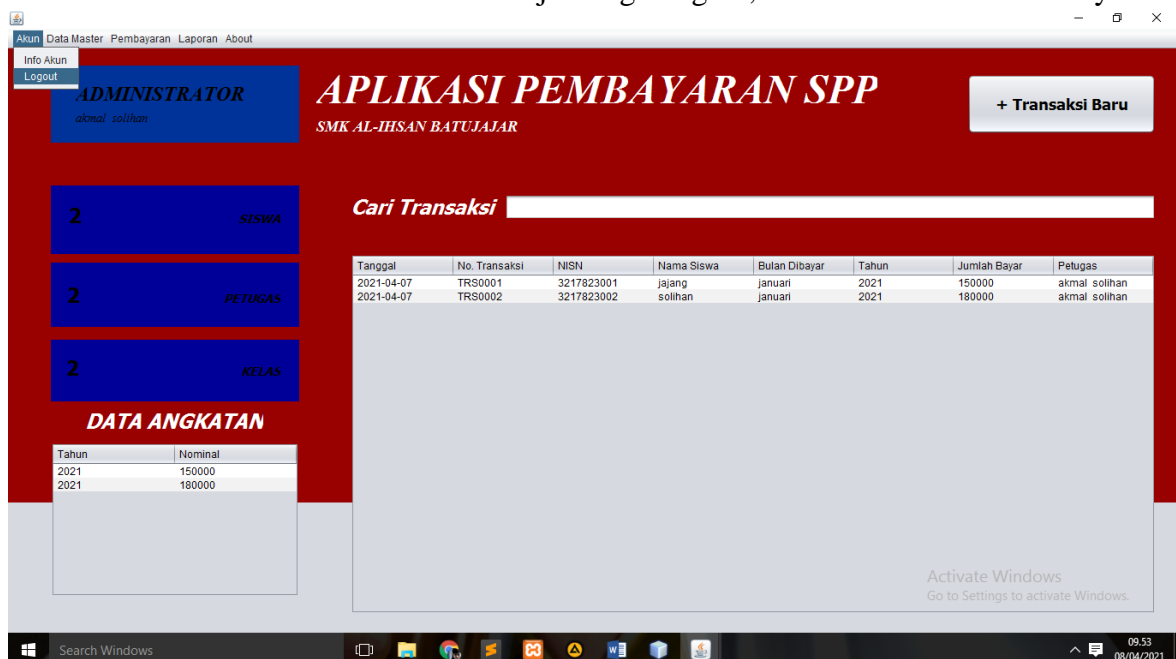 Akun Data Master Pembayaran Laporan About
Info Akun
Logout
ADMINISTRATOR
akmal solihan
APLIKASI PEMBAYARAN SPP
SMK AL-IHSAN BATUJAJAR
+ Transaksi Baru
2 SISWA
2 PETUGAS
2 KELAS
Cari Transaksi
Tanggal No. Transaksi NISN Nama Siswa Bulan Dibayar Tahun Jumlah Bayar Petugas
2021-04-07 TRS0001 3217823001 jajang januari 2021 150000 akmal solihan
2021-04-07 TRS0002 3217823002 solihan januari 2021 180000 akmal solihan
DATA ANGKATAN
Tahun Nominal
2021 150000
2021 180000
Activate Windows
Go to Settings to activate Windows.
Search Windows
09.53
08/04/2021